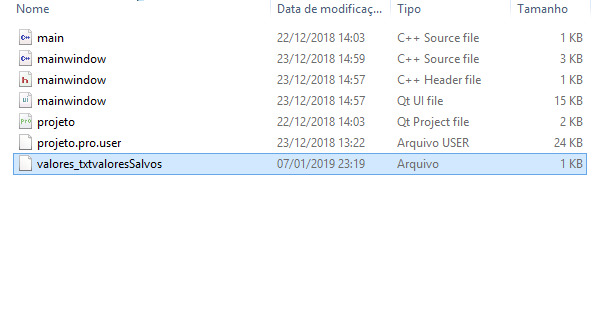 Nome Data de modificaç... Tipo Tamanho
main 22/12/2018 14:03 C++ Source file 1 KB
mainwindow 23/12/2018 14:59 C++ Source file 3 KB
mainwindow 23/12/2018 14:57 C++ Header file 1 KB
mainwindow 23/12/2018 14:57 Qt UI file 15 KB
projeto 22/12/2018 14:03 Qt Project file 2 KB
projeto.pro.user 23/12/2018 13:22 Arquivo USER 24 KB
valores_txtvaloresSalvos 07/01/2019 23:19 Arquivo 1 KB